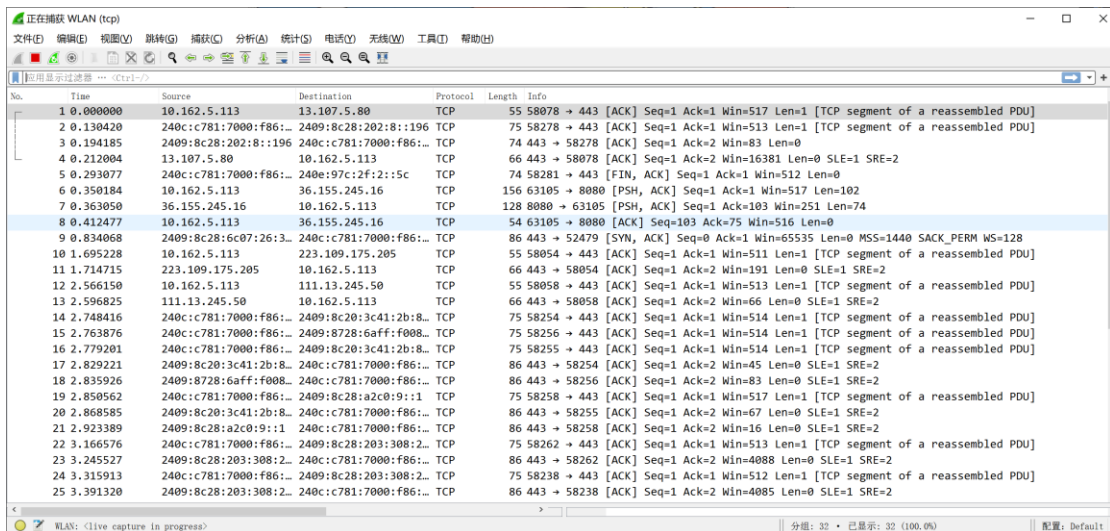 正在捕获 WLAN (tcp)
文件(F) 编辑(E) 视图(V) 跳转(G) 捕获(C) 分析(A) 统计(S) 电话(Y) 无线(W) 工具(T) 帮助(H)
应用显示过滤器 … <Ctrl-/>
No. Time Source Destination Protocol Length Info
1 0.000000 10.162.5.113 13.107.5.80 TCP 55 58078 → 443 [ACK] Seq=1 Ack=1 Win=517 Len=1 [TCP segment of a reassembled PDU]
2 0.130420 240c:c781:7000:f86:… 2409:8c28:202:8::196 TCP 75 58278 → 443 [ACK] Seq=1 Ack=1 Win=513 Len=1 [TCP segment of a reassembled PDU]
3 0.194185 2409:8c28:202:8::196 240c:c781:7000:f86:… TCP 74 443 → 58278 [ACK] Seq=1 Ack=2 Win=83 Len=0
4 0.212004 13.107.5.80 10.162.5.113 TCP 66 443 → 58078 [ACK] Seq=1 Ack=2 Win=16381 Len=0 SLE=1 SRE=2
5 0.293077 240c:c781:7000:f86:… 240e:97c:2f:2::5c TCP 74 58281 → 443 [FIN, ACK] Seq=1 Ack=1 Win=512 Len=0
6 0.350184 10.162.5.113 36.155.245.16 TCP 156 63105 → 8080 [PSH, ACK] Seq=1 Ack=1 Win=517 Len=102
7 0.363050 36.155.245.16 10.162.5.113 TCP 128 8080 → 63105 [PSH, ACK] Seq=1 Ack=103 Win=251 Len=74
8 0.412477 10.162.5.113 36.155.245.16 TCP 54 63105 → 8080 [ACK] Seq=103 Ack=75 Win=516 Len=0
9 0.834068 2409:8c28:6c07:26:3… 240c:c781:7000:f86:… TCP 86 443 → 52479 [SYN, ACK] Seq=0 Ack=1 Win=65535 Len=0 MSS=1440 SACK_PERM WS=128
10 1.695228 10.162.5.113 223.109.175.205 TCP 55 58054 → 443 [ACK] Seq=1 Ack=1 Win=511 Len=1 [TCP segment of a reassembled PDU]
11 1.714715 223.109.175.205 10.162.5.113 TCP 66 443 → 58054 [ACK] Seq=1 Ack=2 Win=191 Len=0 SLE=1 SRE=2
12 2.566150 10.162.5.113 111.13.245.50 TCP 55 58058 → 443 [ACK] Seq=1 Ack=1 Win=513 Len=1 [TCP segment of a reassembled PDU]
13 2.596825 111.13.245.50 10.162.5.113 TCP 66 443 → 58058 [ACK] Seq=1 Ack=2 Win=66 Len=0 SLE=1 SRE=2
14 2.748416 240c:c781:7000:f86:… 2409:8c20:3c41:2b:8… TCP 75 58254 → 443 [ACK] Seq=1 Ack=1 Win=514 Len=1 [TCP segment of a reassembled PDU]
15 2.763876 240c:c781:7000:f86:… 2409:8728:6aff:f008… TCP 75 58256 → 443 [ACK] Seq=1 Ack=1 Win=514 Len=1 [TCP segment of a reassembled PDU]
16 2.779201 240c:c781:7000:f86:… 2409:8c20:3c41:2b:8… TCP 75 58255 → 443 [ACK] Seq=1 Ack=1 Win=514 Len=1 [TCP segment of a reassembled PDU]
17 2.829221 2409:8c20:3c41:2b:8… 240c:c781:7000:f86:… TCP 86 443 → 58254 [ACK] Seq=1 Ack=2 Win=45 Len=0 SLE=1 SRE=2
18 2.835926 2409:8728:6aff:f008… 240c:c781:7000:f86:… TCP 86 443 → 58256 [ACK] Seq=1 Ack=2 Win=83 Len=0 SLE=1 SRE=2
19 2.850562 240c:c781:7000:f86:… 2409:8c28:a2c0:9::1 TCP 75 58258 → 443 [ACK] Seq=1 Ack=1 Win=517 Len=1 [TCP segment of a reassembled PDU]
20 2.868585 2409:8c20:3c41:2b:8… 240c:c781:7000:f86:… TCP 86 443 → 58255 [ACK] Seq=1 Ack=2 Win=67 Len=0 SLE=1 SRE=2
21 2.923389 2409:8c28:a2c0:9::1 240c:c781:7000:f86:… TCP 86 443 → 58258 [ACK] Seq=1 Ack=2 Win=16 Len=0 SLE=1 SRE=2
22 3.166576 240c:c781:7000:f86:… 2409:8c28:203:308:2… TCP 75 58262 → 443 [ACK] Seq=1 Ack=1 Win=513 Len=1 [TCP segment of a reassembled PDU]
23 3.245527 2409:8c28:203:308:2… 240c:c781:7000:f86:… TCP 86 443 → 58262 [ACK] Seq=1 Ack=2 Win=4088 Len=0 SLE=1 SRE=2
24 3.315913 240c:c781:7000:f86:… 2409:8c28:203:308:2… TCP 75 58238 → 443 [ACK] Seq=1 Ack=1 Win=512 Len=1 [TCP segment of a reassembled PDU]
25 3.391320 2409:8c28:203:308:2… 240c:c781:7000:f86:… TCP 86 443 → 58238 [ACK] Seq=1 Ack=2 Win=4085 Len=0 SLE=1 SRE=2
WLAN: <live capture in progress> 分组: 32 · 已显示: 32 (100.0%) 配置: Default